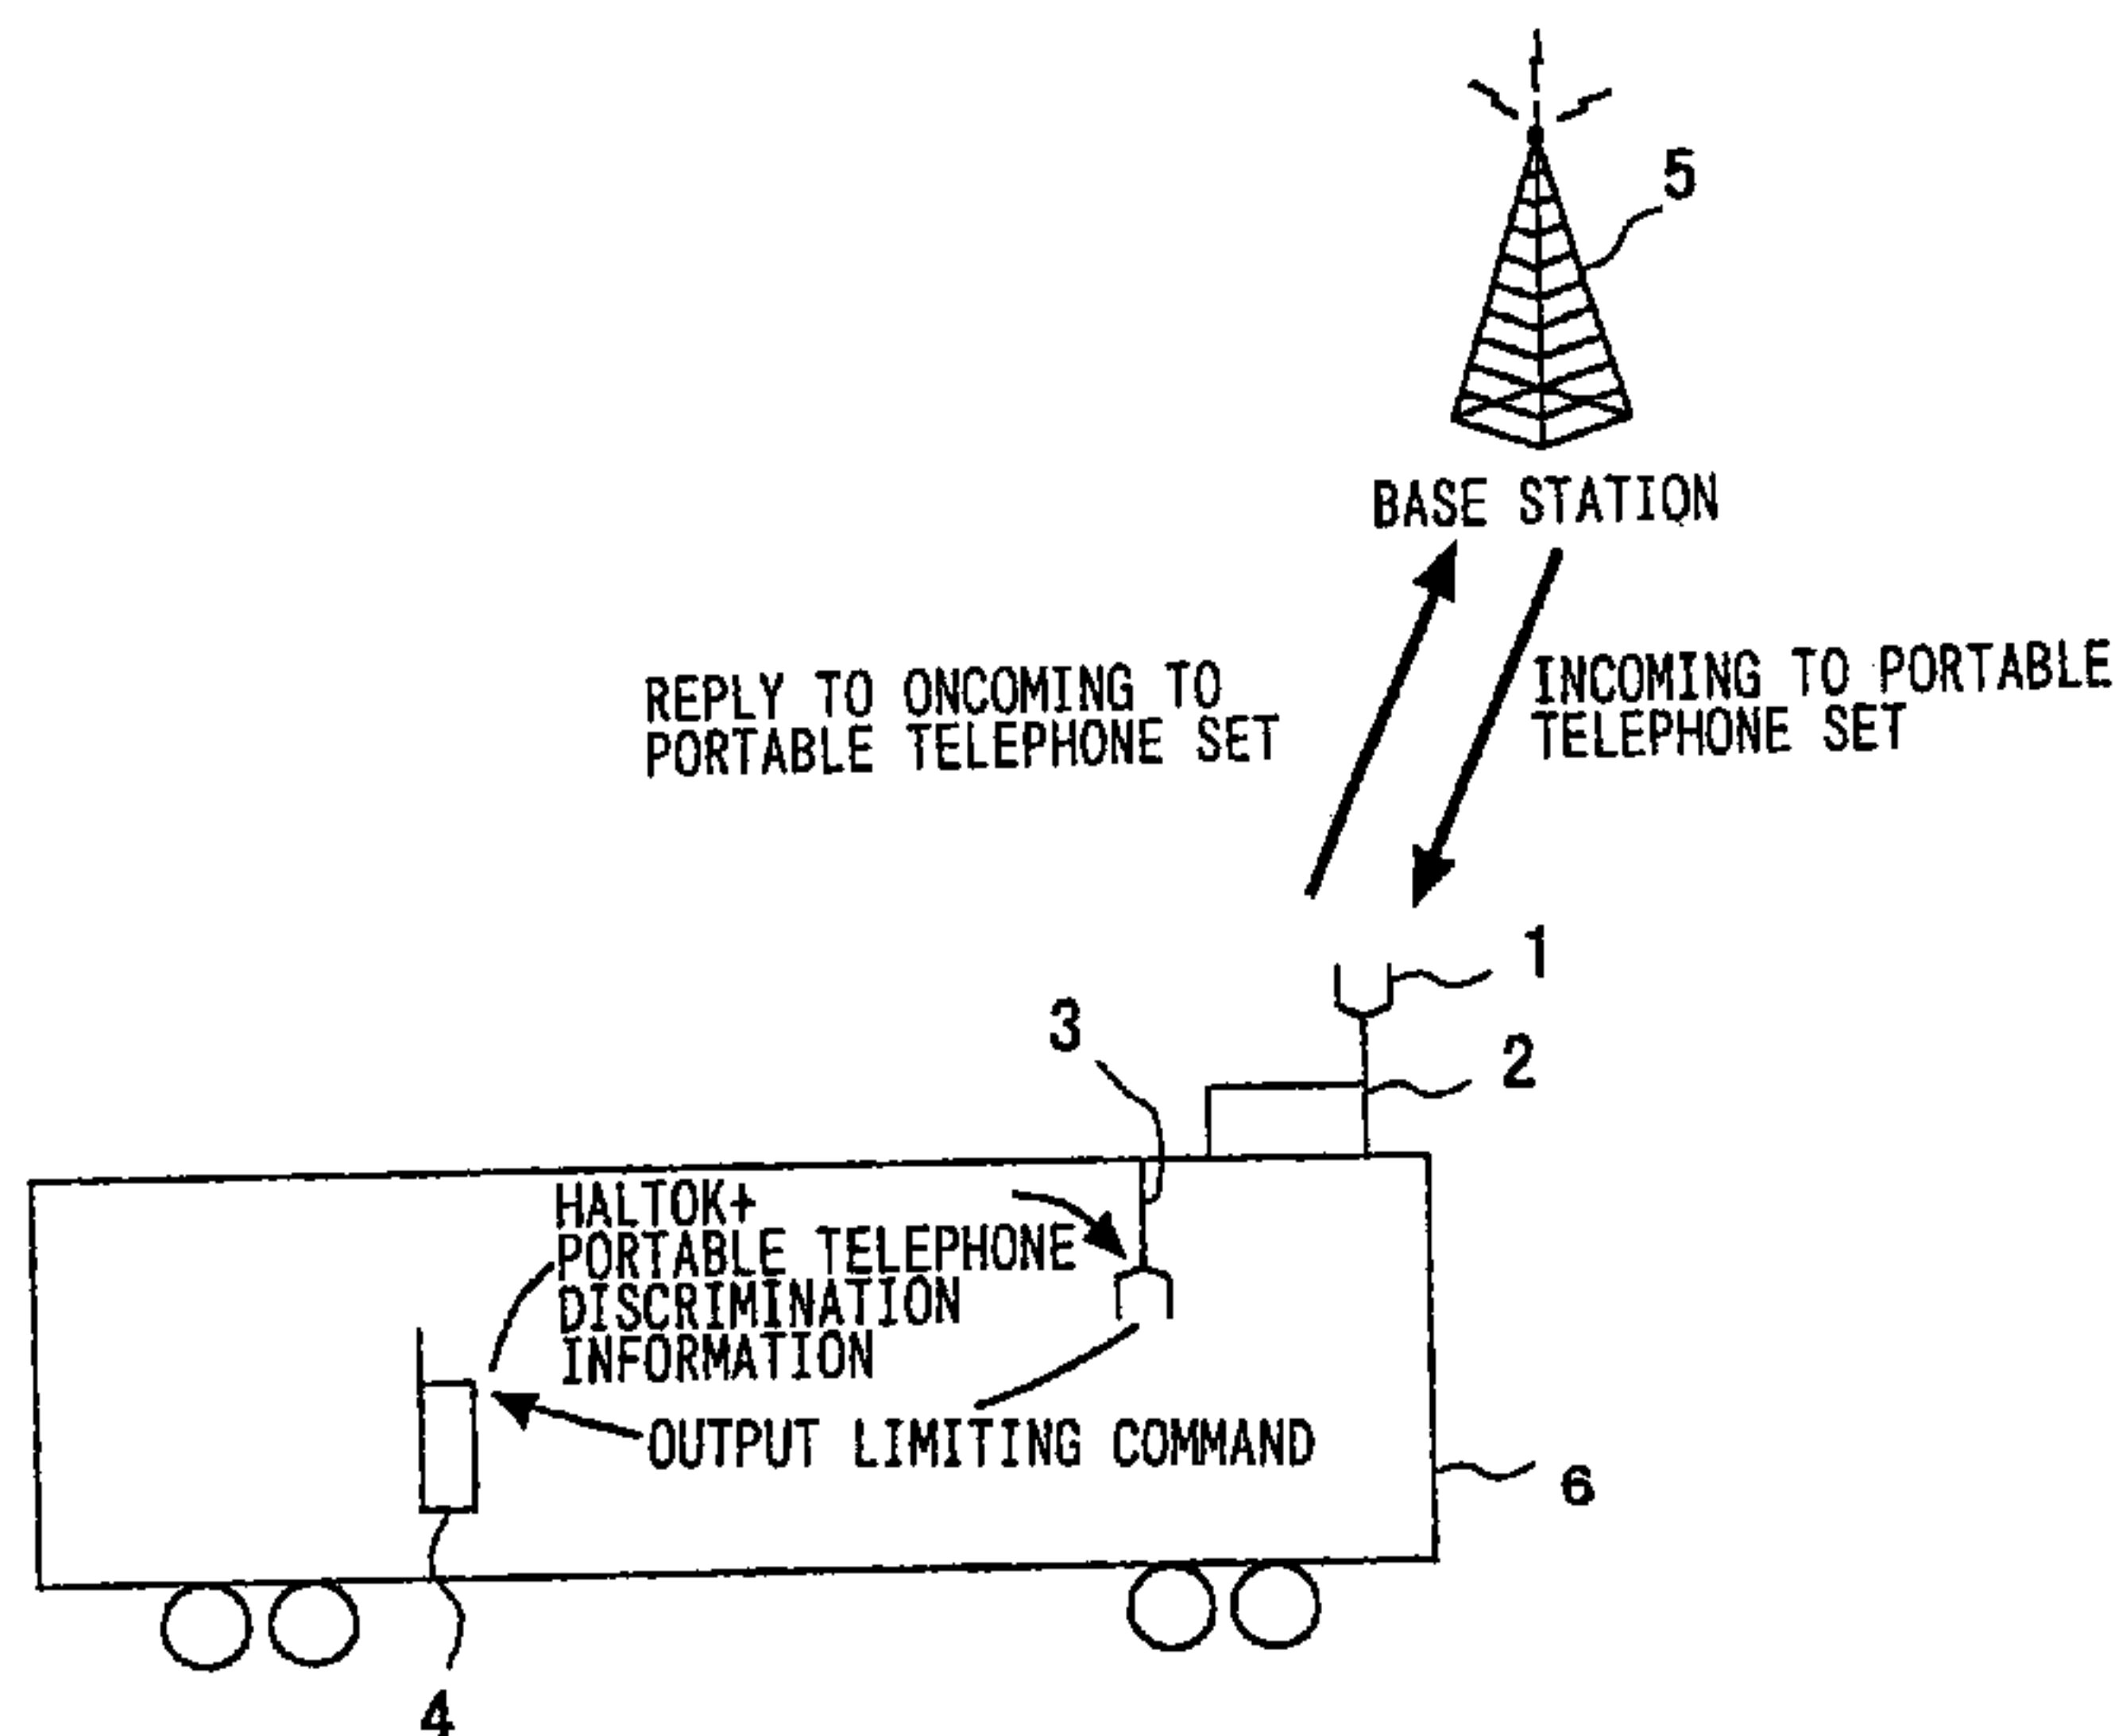 5
BASE STATION
REPLY TO ONCOMING TO
PORTABLE TELEPHONE SET
INCOMING TO PORTABLE
TELEPHONE SET
1
3
2
HALTOK+
PORTABLE TELEPHONE
DISCRIMINATION
INFORMATION
OUTPUT LIMITING COMMAND
6
4